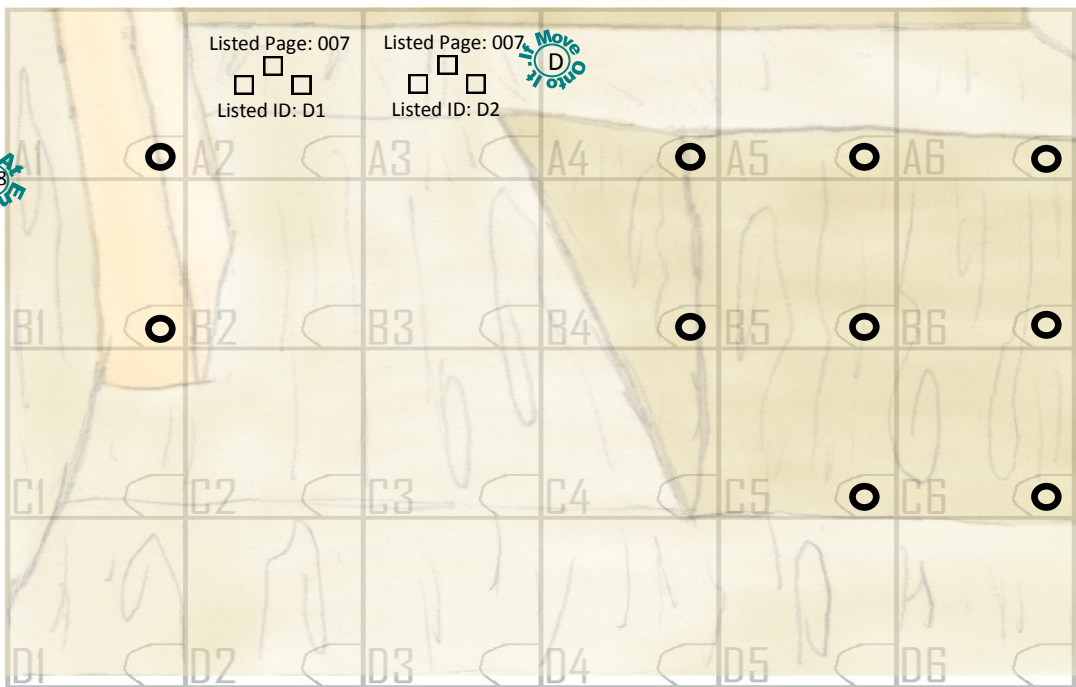 Listed Page: 007
Listed ID: D1
Listed Page: 007
Listed ID: D2
If Move Onto It.
D
A1
A2
A3
A4
A5
A6
B1
B2
B3
B4
B5
B6
C1
C2
C3
C4
C5
C6
D1
D2
D3
D4
D5
D6